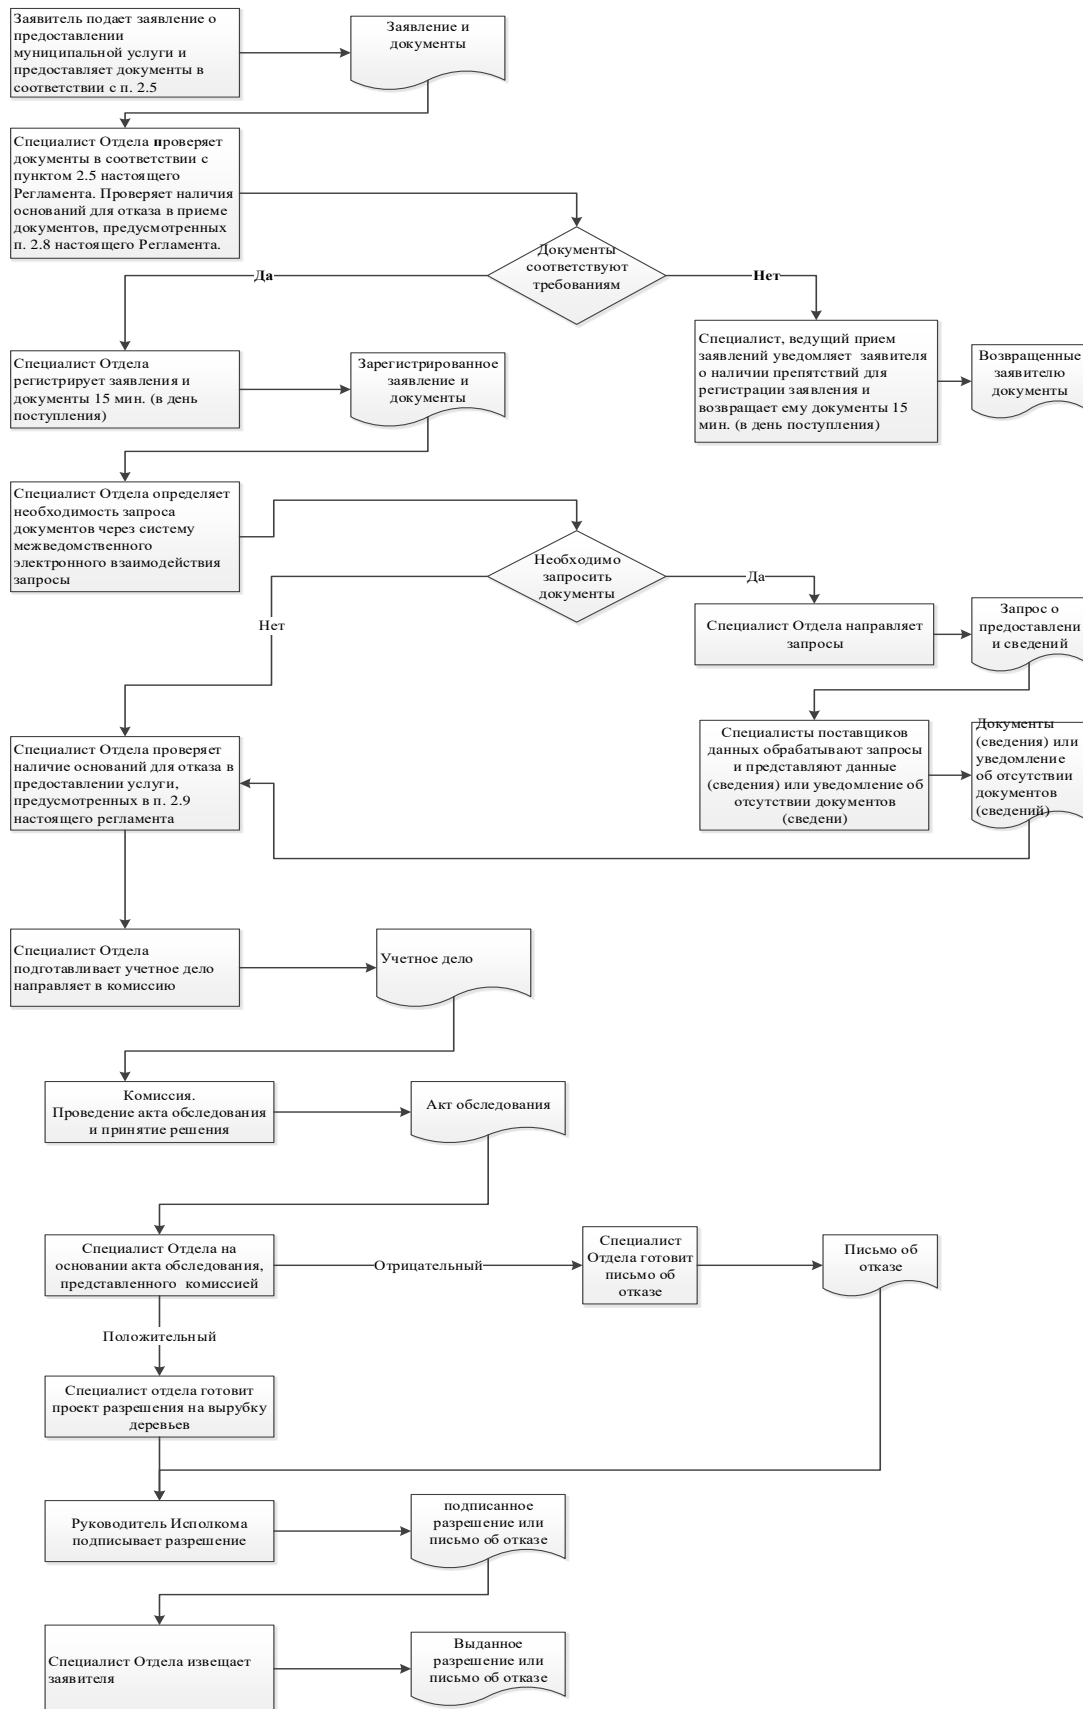 Заявитель подает заявление о
предоставлении
муниципальной услуги и
предоставляет документы в
соответствии с п. 2.5
Заявление и
документы
Специалист Отдела проверяет
документы в соответствии с
пунктом 2.5 настоящего
Регламента. Проверяет наличия
оснований для отказа в приеме
документов, предусмотренных
п. 2.8 настоящего Регламента.
Документы
соответствуют
требованиям
Да
Нет
Специалист Отдела
регистрирует заявления и
документы 15 мин. (в день
поступления)
Зарегистрированное
заявление и
документы
Специалист, ведущий прием
заявлений уведомляет заявителя
о наличии препятствий для
регистрации заявления и
возвращает ему документы 15
мин. (в день поступления)
Возвращенные
заявителю
документы
Специалист Отдела определяет
необходимость запроса
документов через систему
межведомственного
электронного взаимодействия
запросы
Необходимо
запросить
документы
Да
Нет
Специалист Отдела направляет
запросы
Запрос о
предоставлени
и сведений
Специалисты поставщиков
данных обрабатывают запросы
и представляют данные
(сведения) или уведомление об
отсутствии документов
(сведени)
Документы
(сведения) или
уведомление
об отсутствии
документов
(сведений)
Специалист Отдела проверяет
наличие оснований для отказа в
предоставлении услуги,
предусмотренных в п. 2.9
настоящего регламента
Специалист Отдела
подготавливает учетное дело
направляет в комиссию
Учетное дело
Комиссия.
Проведение акта обследования
и принятие решения
Акт обследования
Специалист Отдела на
основании акта обследования,
представленного комиссией
Отрицательный
Специалист
Отдела готовит
письмо об
отказе
Письмо об
отказе
Положительный
Специалист отдела готовит
проект разрешения на вырубку
деревьев
Руководитель Исполкома
подписывает разрешение
подписанное
разрешение или
письмо об отказе
Специалист Отдела извещает
заявителя
Выданное
разрешение или
письмо об отказе